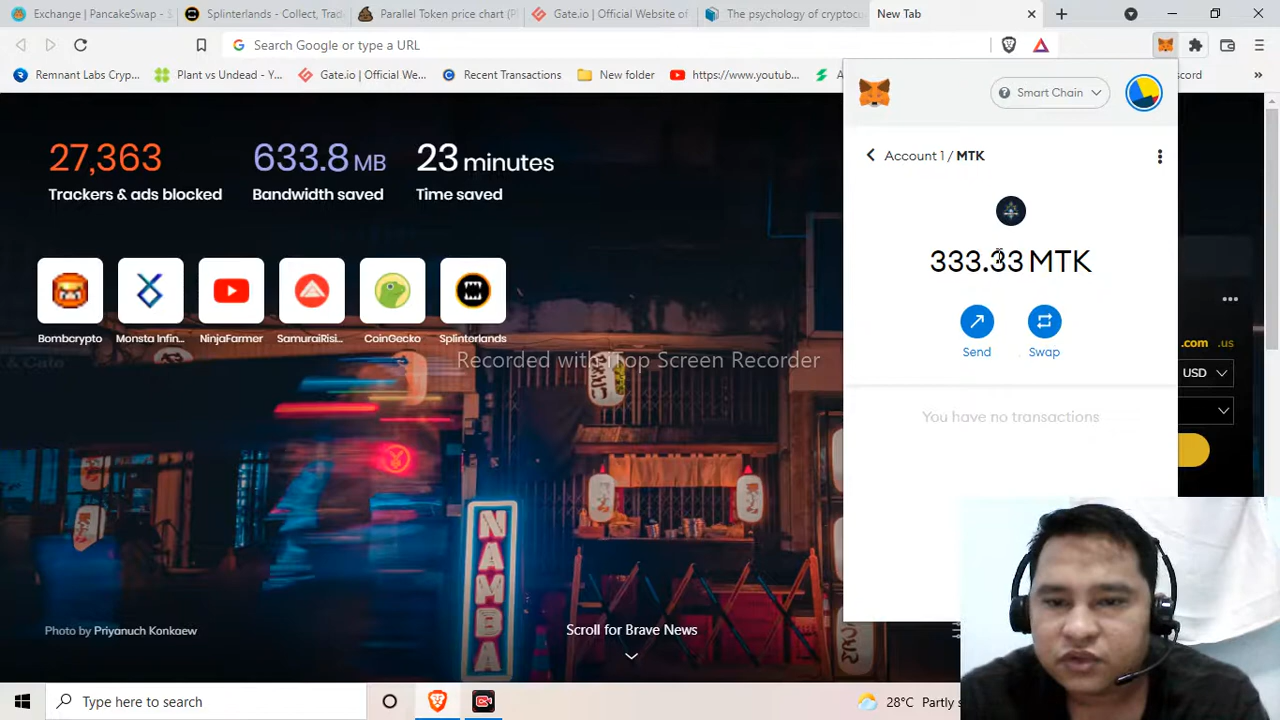 Exchange | PancakeSwap - S
Splinterlands - Collect, Trad
Parallel Token price chart (P
Gate.io | Official Website of
The psychology of cryptocu
New Tab
Search Google or type a URL
Remnant Labs Cryp...
Plant vs Undead - Y...
Gate.io | Official We...
Recent Transactions
New folder
https://www.youtub...
A
scord
»
27,363
Trackers & ads blocked
633.8 MB
Bandwidth saved
23 minutes
Time saved
Bombcrypto
Monsta Infin...
NinjaFarmer
SamuraiRisi...
CoinGecko
Splinterlands
Smart Chain
Account 1 / MTK
333.33 MTK
Send
Swap
You have no transactions
.com .us
USD
Recorded with iTop Screen Recorder
NAMBA
Photo by Priyanuch Konkaew
Scroll for Brave News
Type here to search
28°C Partly s